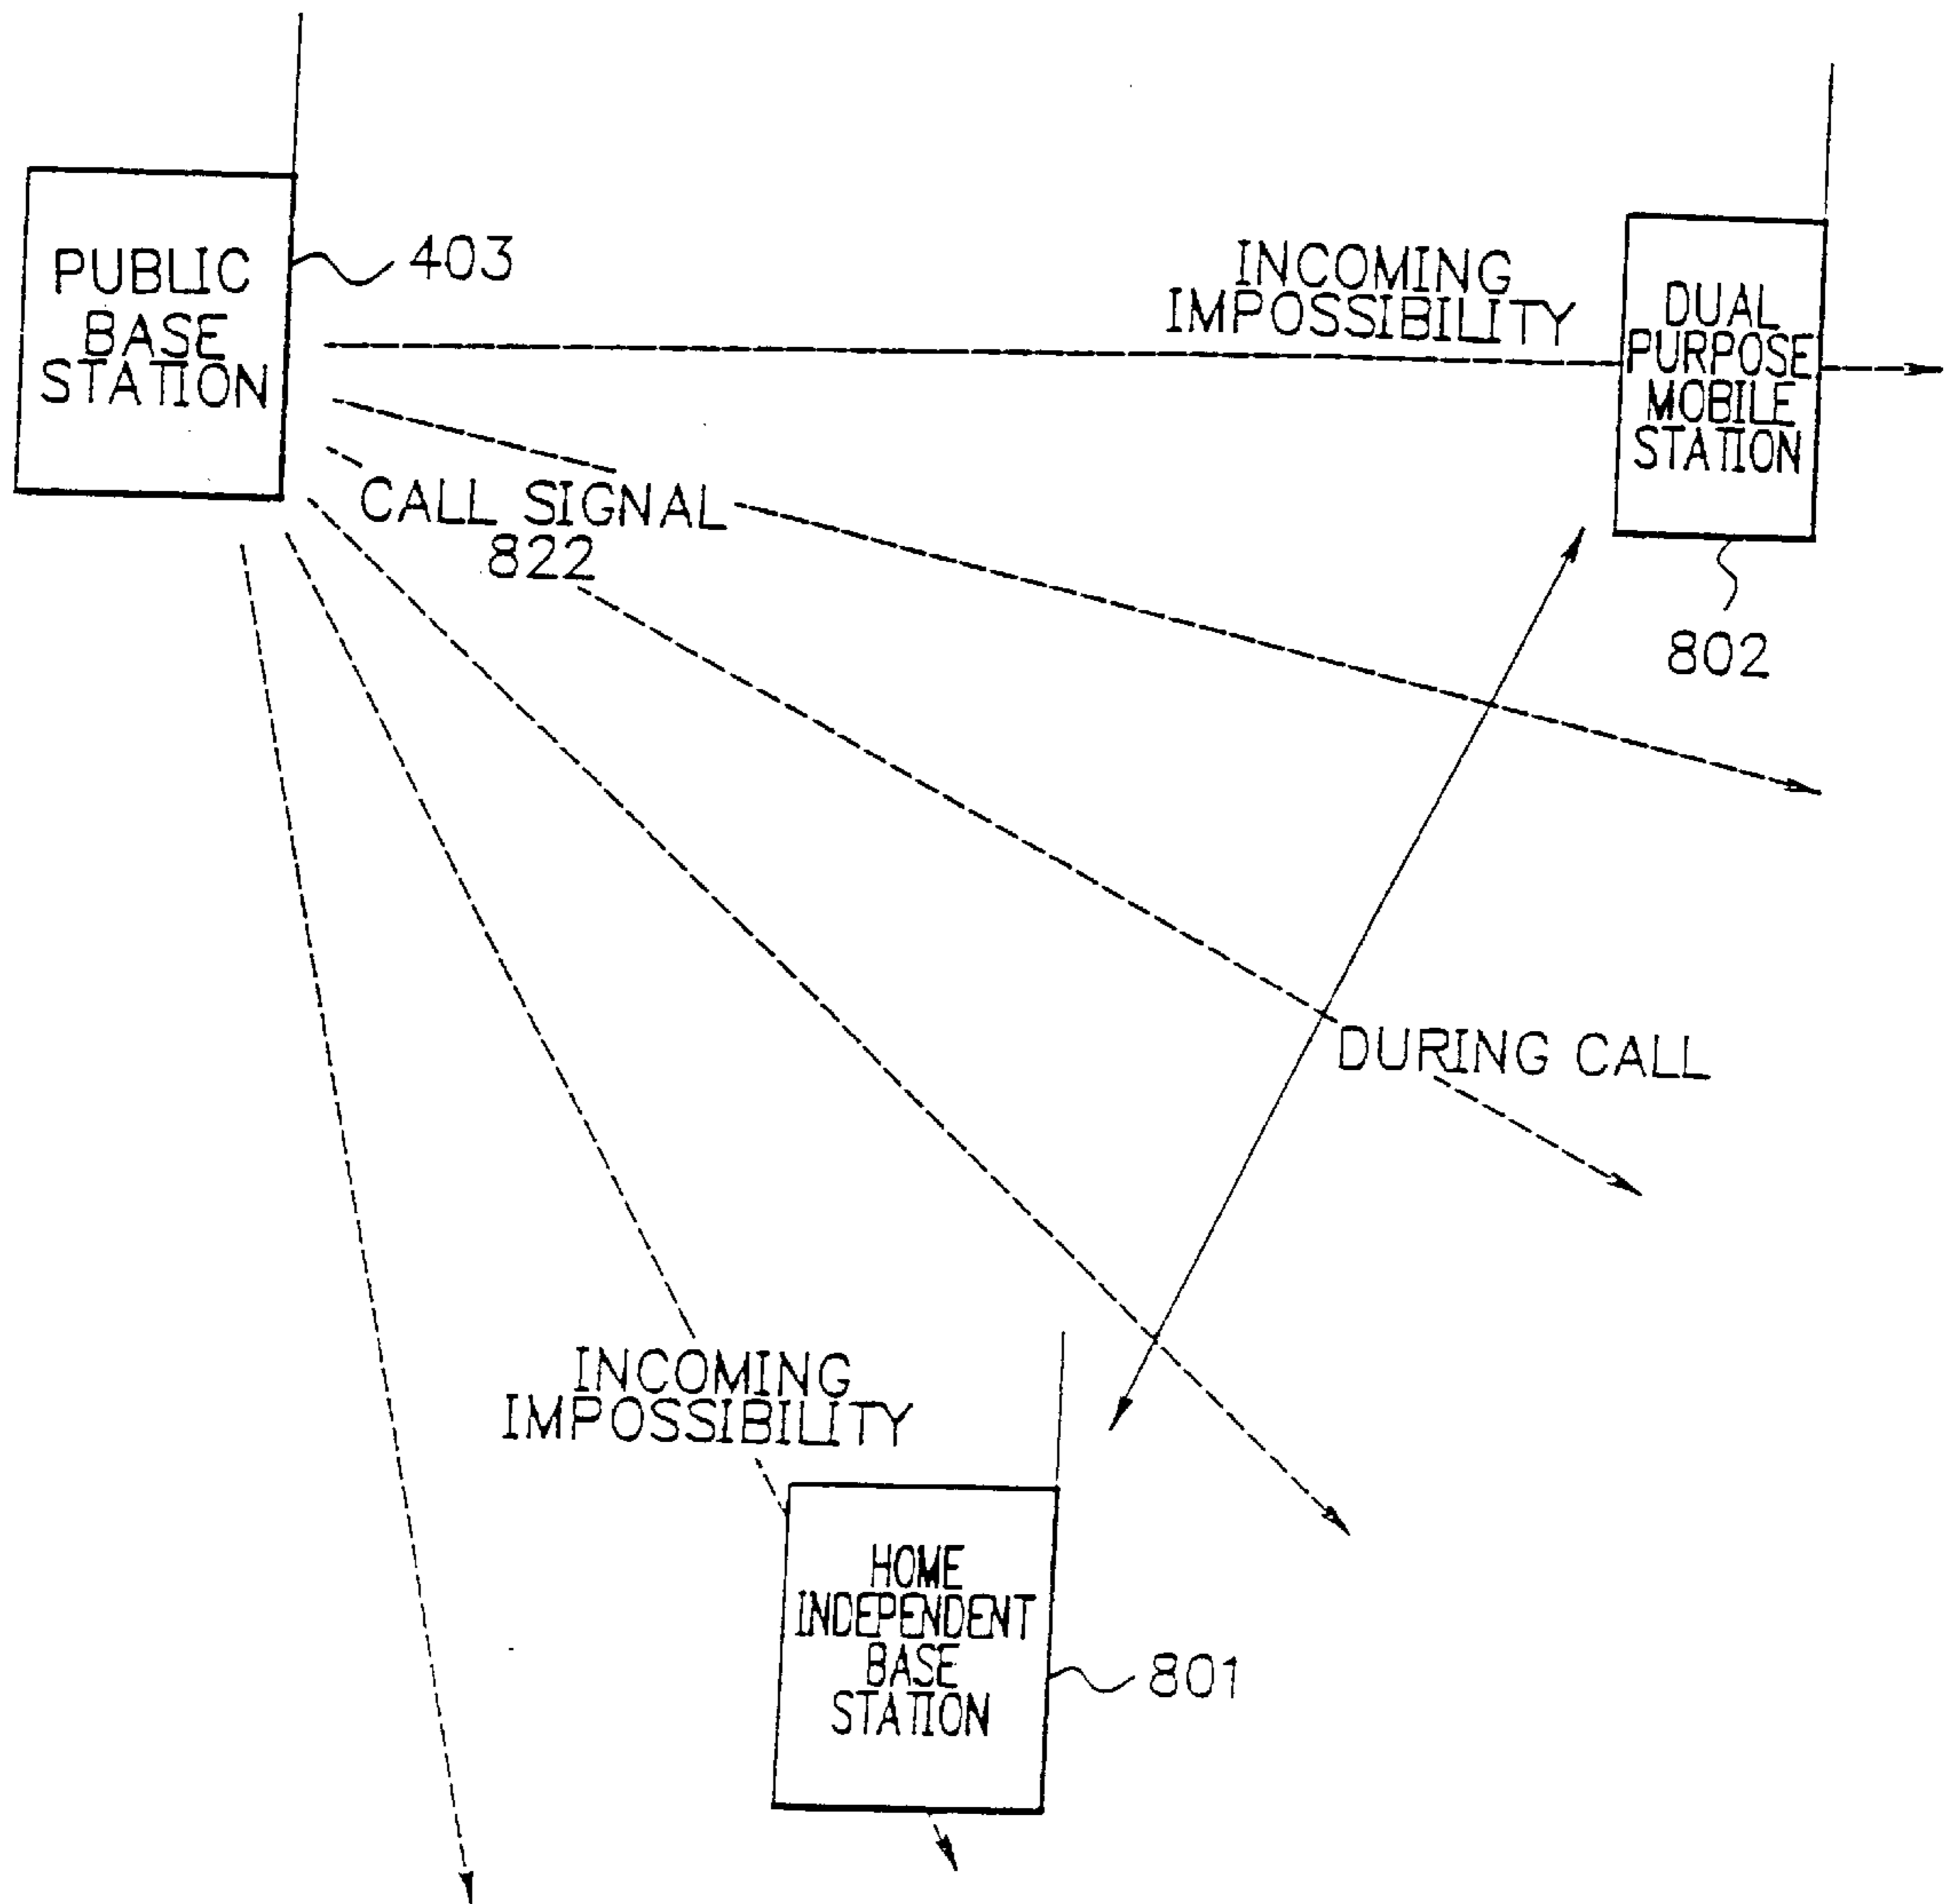 PUBLIC
BASE
STATION
403
INCOMING
IMPOSSIBILITY
DUAL
PURPOSE
MOBILE
STATION
802
CALL SIGNAL
822
DURING CALL
INCOMING
IMPOSSIBILITY
HOME
INDEPENDENT
BASE
STATION
801